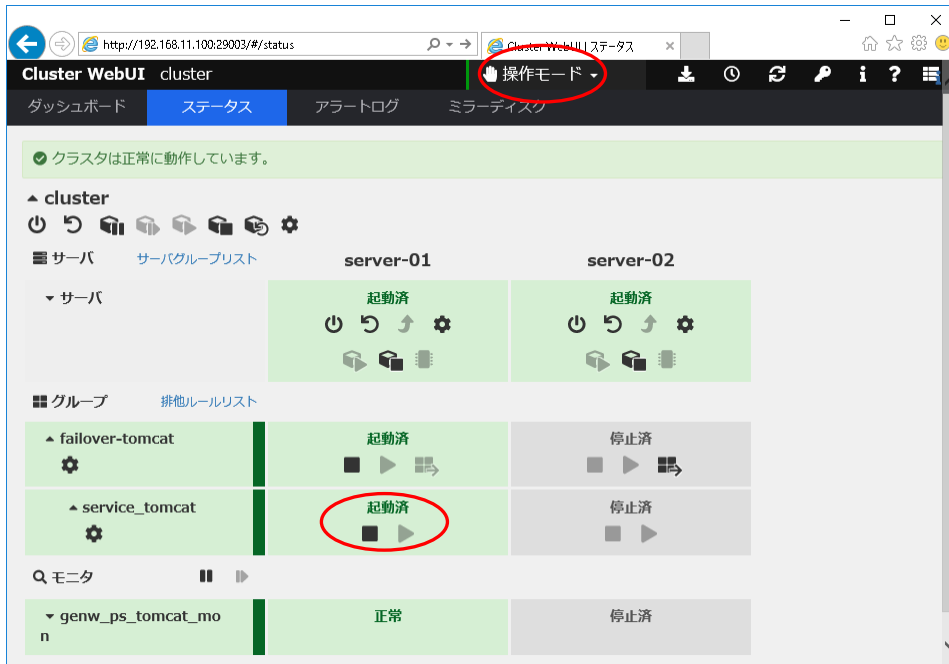 http://192.168.11.100:29003/#/status
Cluster WebUI ステータス
Cluster WebUI cluster
操作モード
ダッシュボード ステータス アラートログ ミラーディスク
クラスタは正常に動作しています。
cluster
サーバ サーバグループリスト server-01 server-02
サーバ 起動済 起動済
グループ 排他ルールリスト
failover-tomcat 起動済 停止済
service_tomcat 起動済 停止済
モニタ
genw_ps_tomcat_mo 正常 停止済
n